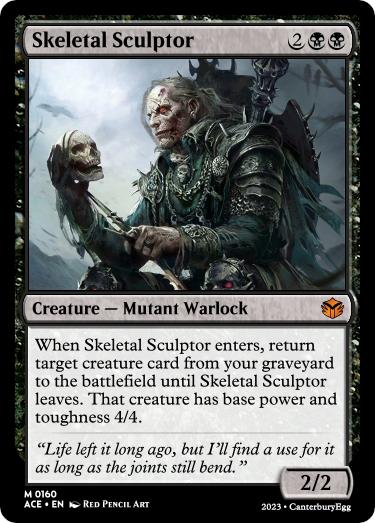 Skeletal Sculptor 2
Creature — Mutant Warlock
When Skeletal Sculptor enters, return
target creature card from your graveyard
to the battlefield until Skeletal Sculptor
leaves. That creature has base power and
toughness 4/4.
“Life left it long ago, but I’ll find a use for it
as long as the joints still bend.”
2/2
M 0160
ACE • EN Red Pencil Art
2023 • CanterburyEgg